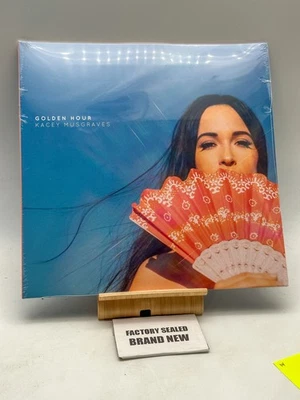 GOLDEN HOUR
KACEY MUSGRAVES
FACTORY SEALED
BRAND NEW